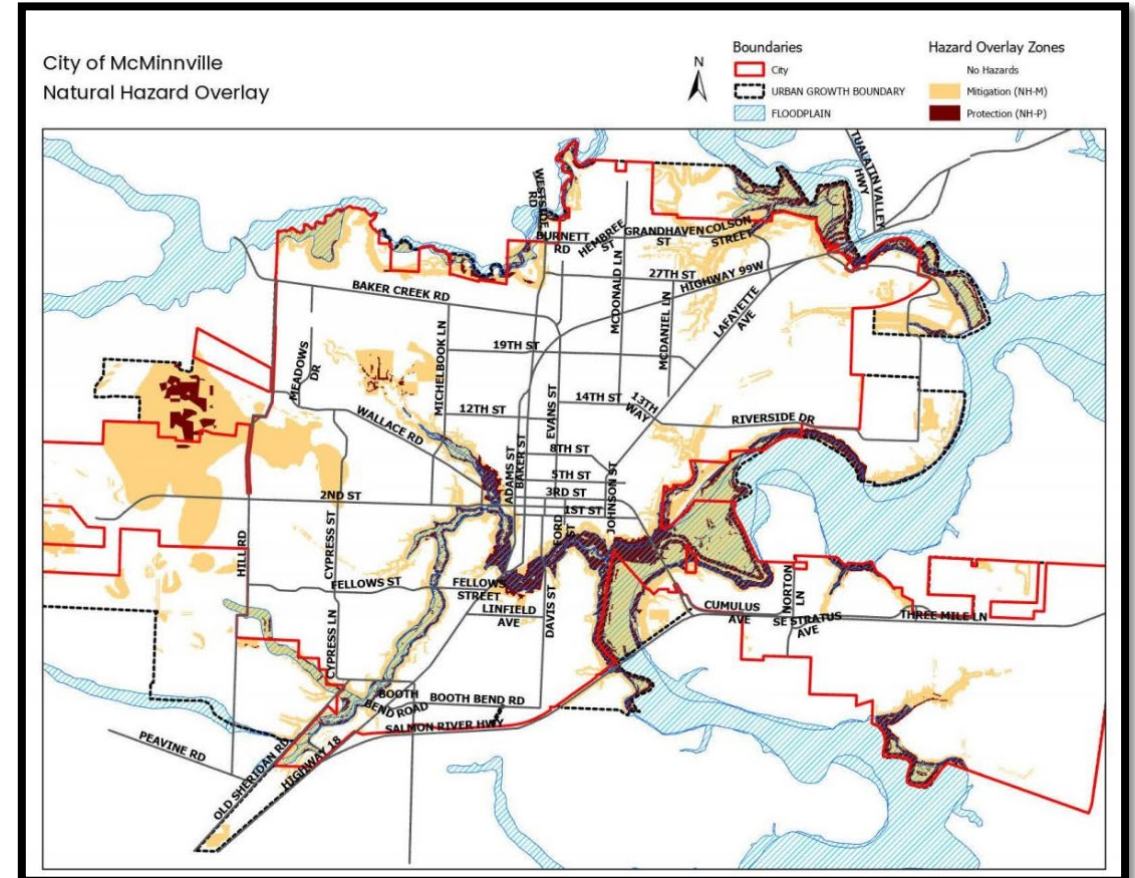 City of McMinnville
Natural Hazard Overlay
N
Boundaries
City
URBAN GROWTH BOUNDARY
FLOODPLAIN
Hazard Overlay Zones
No Hazards
Mitigation (NH-M)
Protection (NH-P)
TUALATIN VALLEY
HWY
WESTSIDE
RD
BURNETT
RD
HEMBREE
ST
GRANDHAVEN
ST
COLSON
STREET
27TH ST
HIGHWAY 99W
MCDONALD LN
MCDANIEL LN
LAFAYETTE
AVE
BAKER CREEK RD
MICHELBOOK LN
19TH ST
MEADOWS
DR
WALLACE RD
12TH ST
EVANS ST
14TH ST
13TH
WAY
RIVERSIDE DR
ADAMS ST
BAKER ST
8TH ST
5TH ST
3RD ST
1ST ST
FORD
ST
JOHNSON ST
2ND ST
HILL RD
CYPRESS ST
FELLOWS ST
FELLOWS
STREET
LINFIELD
AVE
DAVIS ST
CUMULUS
AVE
NORTON
LN
SE STRATUS
AVE
THREE MILE LN
CYPRESS LN
BOOTH
BEND ROAD
BOOTH BEND RD
SALMON RIVER HWY
PEAVINE RD
OLD SHERIDAN RD
HIGHWAY 18